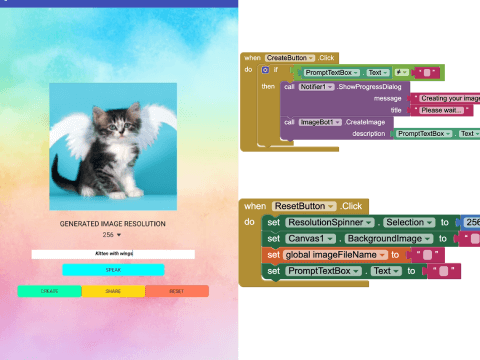 GENERATED IMAGE RESOLUTION
256
Kitten with wings
SPEAK
CREATE
SHARE
RESET
when CreateButton .Click
do if PromptTextBox . Text ≠ " "
then call Notifier1 .ShowProgressDialog
message "Creating your image
title "Please wait... "
call ImageBot1 .CreateImage
description PromptTextBox . Text
when ResetButton .Click
do set ResolutionSpinner . Selection to 256
set Canvas1 . BackgroundImage to "
set global imageFileName to " "
set PromptTextBox . Text to " "